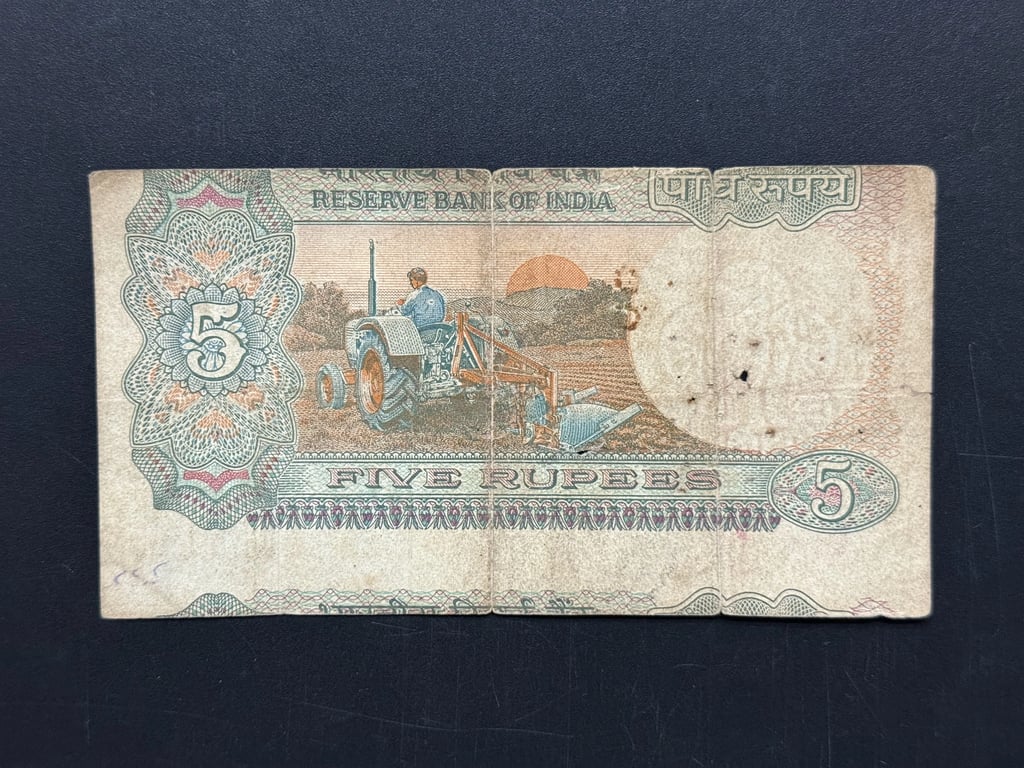 भारतीय रिज़र्व बैंक
RESERVE BANK OF INDIA
पाँच रूपये
5
FIVE RUPEES
5